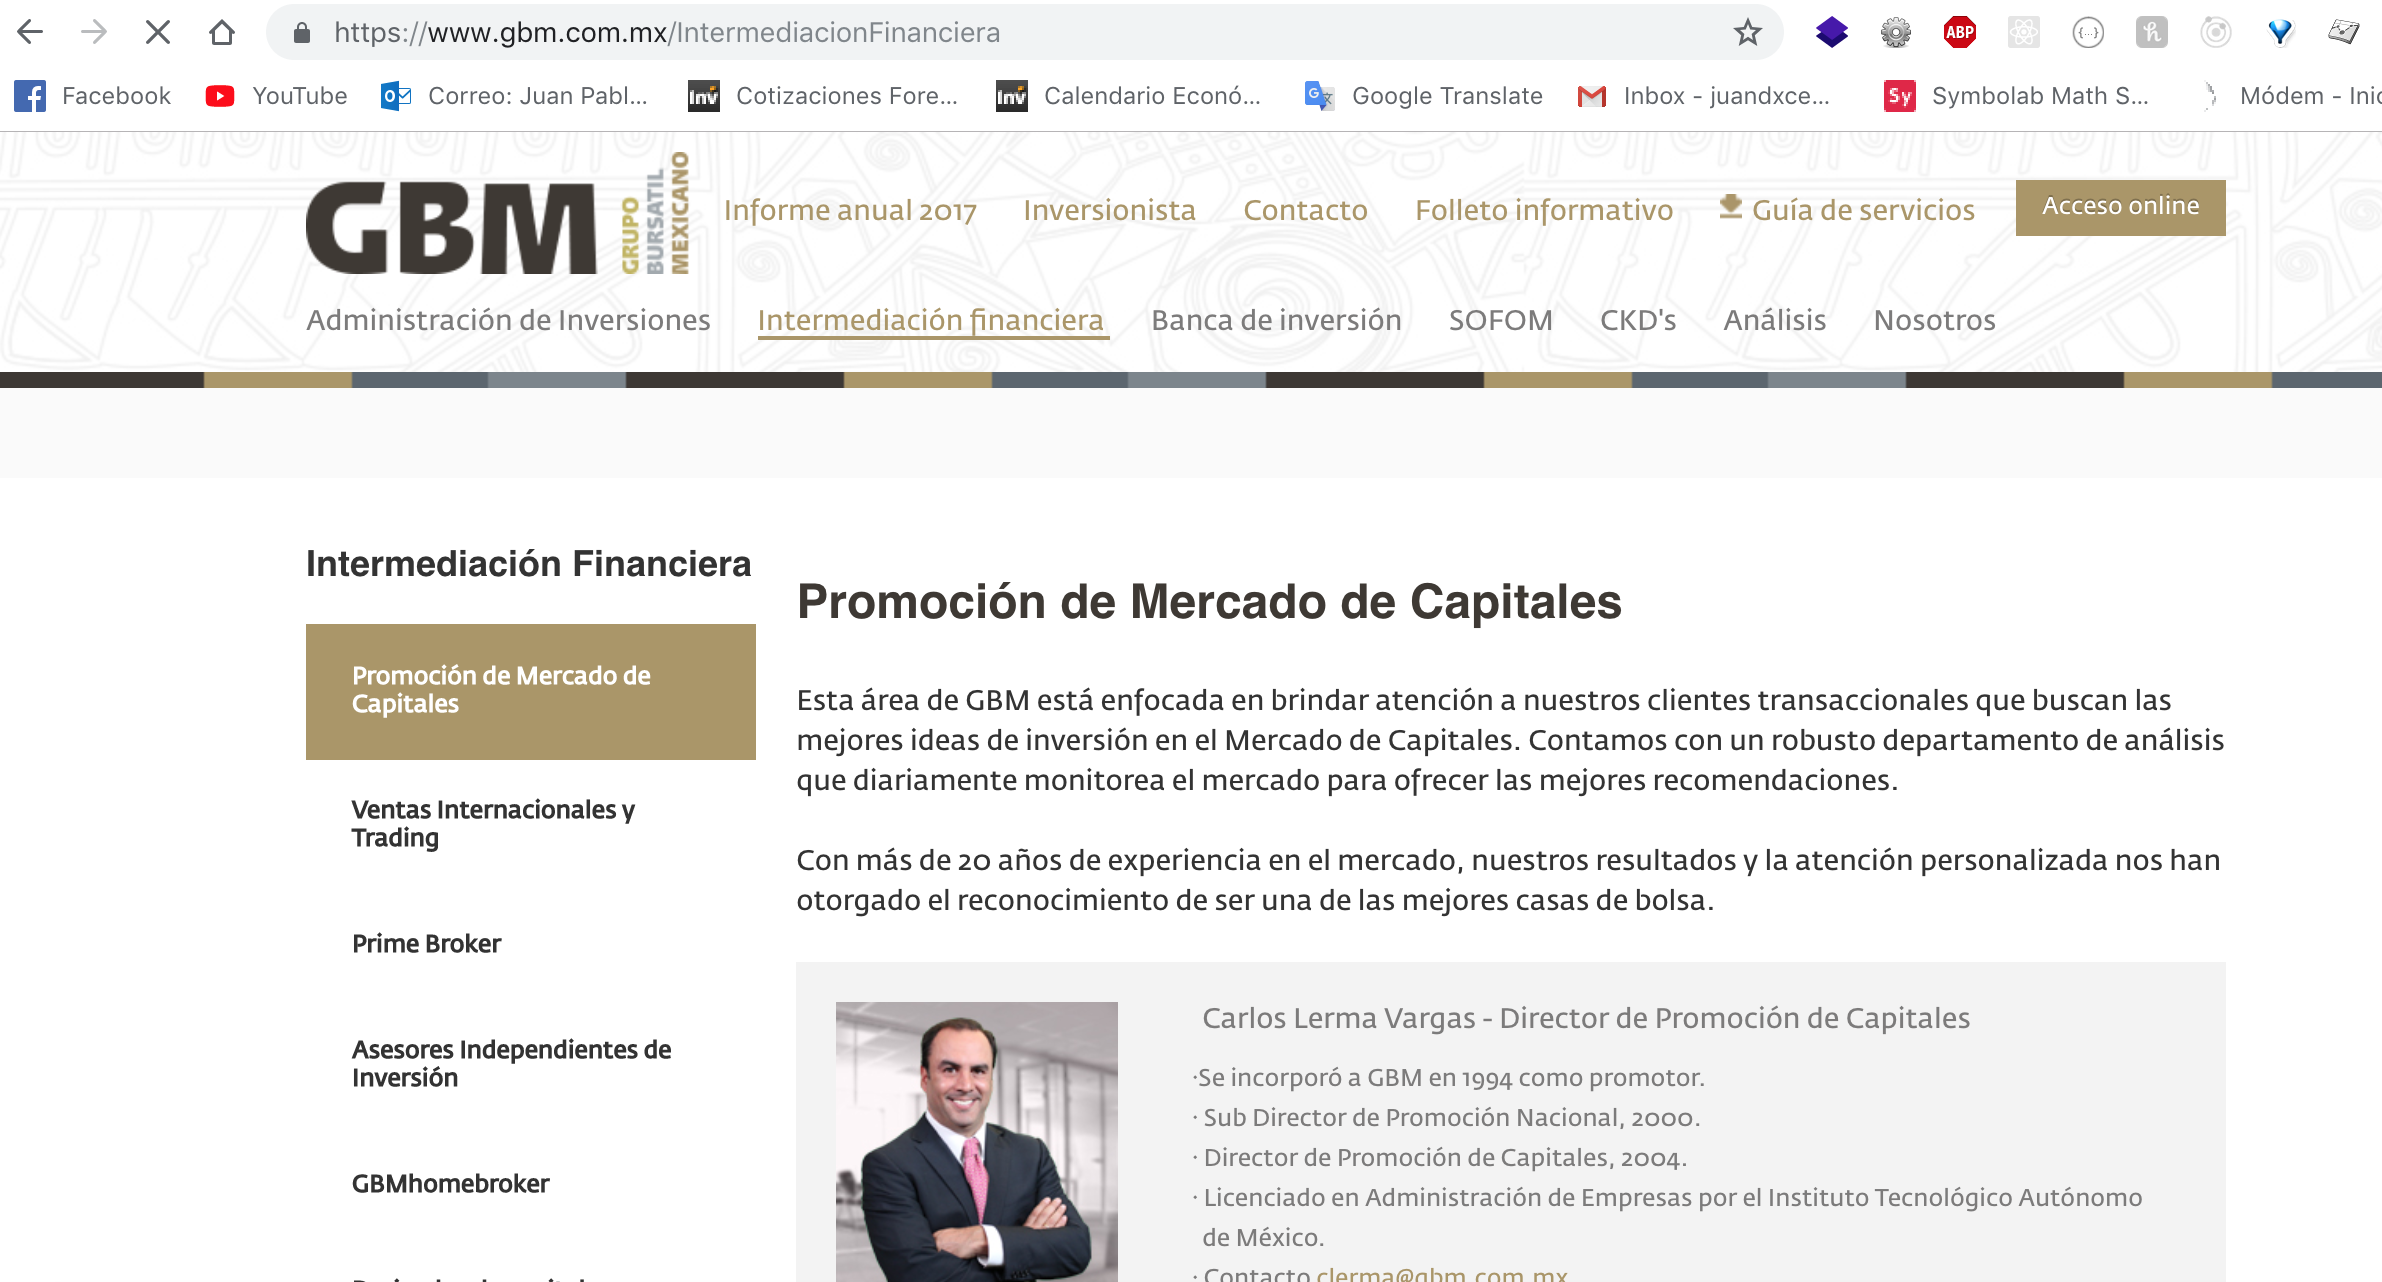 https://www.gbm.com.mx/IntermediacionFinanciera
ABP
Facebook
YouTube
Correo: Juan Pabl...
Cotizaciones Fore...
Calendario Econó...
Google Translate
Inbox - juandxce...
Symbolab Math S...
Módem - Inic
GBM
GRUPO
BURSATIL
MEXICANO
Informe anual 2017
Inversionista
Contacto
Folleto informativo
Guía de servicios
Acceso online
Administración de Inversiones
Intermediación financiera
Banca de inversión
SOFOM
CKD's
Análisis
Nosotros
Intermediación Financiera
Promoción de Mercado de
Capitales
Ventas Internacionales y
Trading
Prime Broker
Asesores Independientes de
Inversión
GBMhomebroker
Promoción de Mercado de Capitales
Esta área de GBM está enfocada en brindar atención a nuestros clientes transaccionales que buscan las
mejores ideas de inversión en el Mercado de Capitales. Contamos con un robusto departamento de análisis
que diariamente monitorea el mercado para ofrecer las mejores recomendaciones.
Con más de 20 años de experiencia en el mercado, nuestros resultados y la atención personalizada nos han
otorgado el reconocimiento de ser una de las mejores casas de bolsa.
Carlos Lerma Vargas - Director de Promoción de Capitales
·Se incorporó a GBM en 1994 como promotor.
· Sub Director de Promoción Nacional, 2000.
· Director de Promoción de Capitales, 2004.
· Licenciado en Administración de Empresas por el Instituto Tecnológico Autónomo
de México.
· Contacto clerma@gbm.com.mx